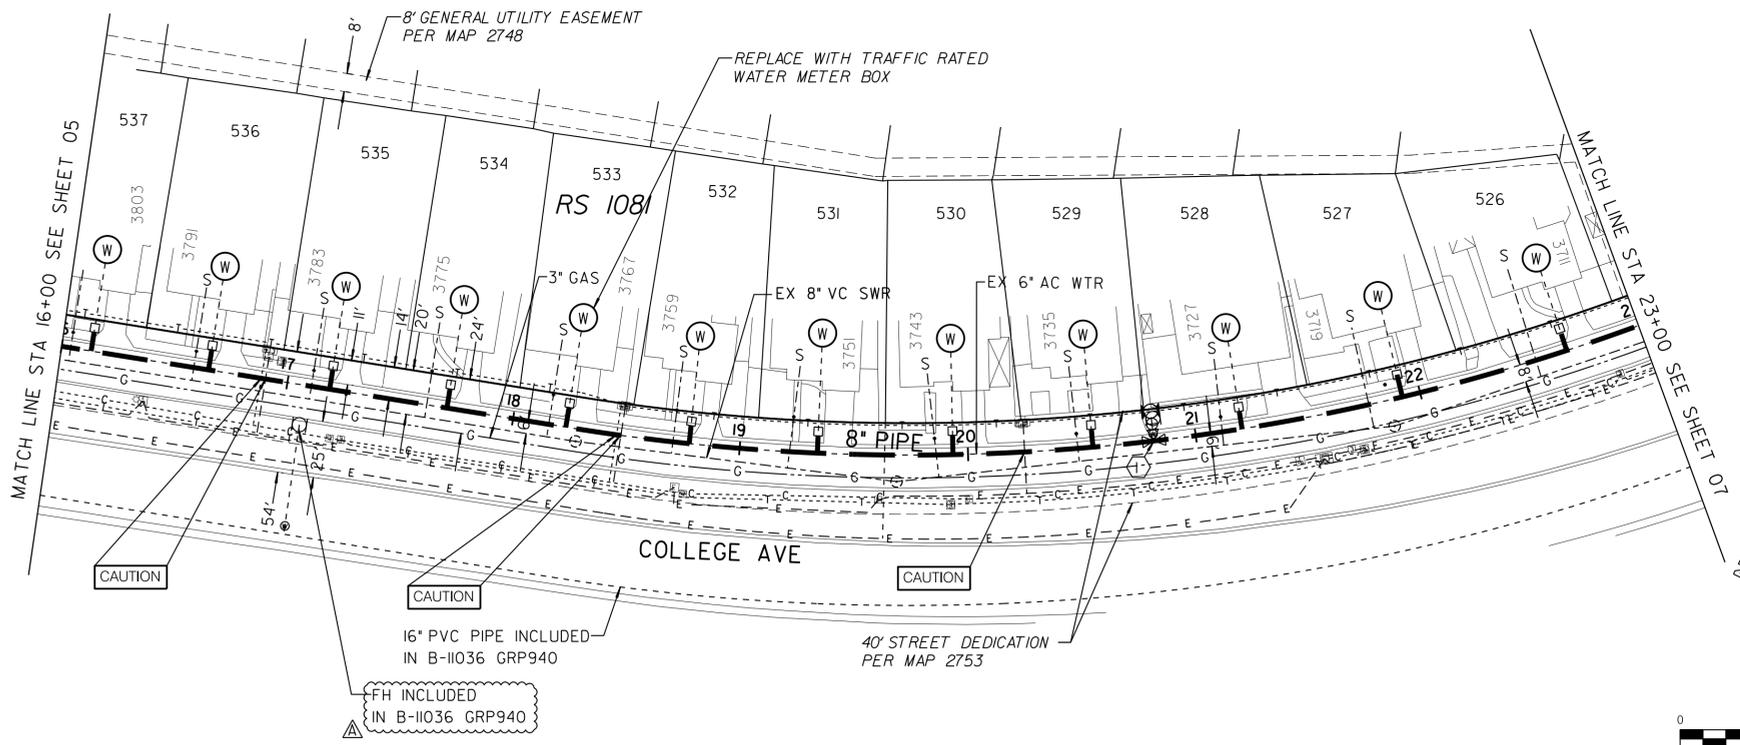 8' GENERAL UTILITY EASEMENT
PER MAP 2748
8'
REPLACE WITH TRAFFIC RATED
WATER METER BOX
MATCH LINE STA 16+00 SEE SHEET 05
MATCH LINE STA 23+00 SEE SHEET 07
537
536
535
534
533
532
531
530
529
528
527
526
RS 1081
3803
3791
3783
3775
3767
3759
3751
3743
3735
3727
3711
W
W
W
W
W
W
W
W
W
W
W
W
S
S
S
S
S
S
S
S
S
S
11'
14'
20'
24'
3" GAS
EX 8" VC SWR
EX 6" AC WTR
17
18
19
8" PIPE
20
21
22
25'
54'
COLLEGE AVE
CAUTION
CAUTION
CAUTION
16" PVC PIPE INCLUDED
IN B-11036 GRP940
40' STREET DEDICATION
PER MAP 2753
FH INCLUDED
IN B-11036 GRP940
A
0